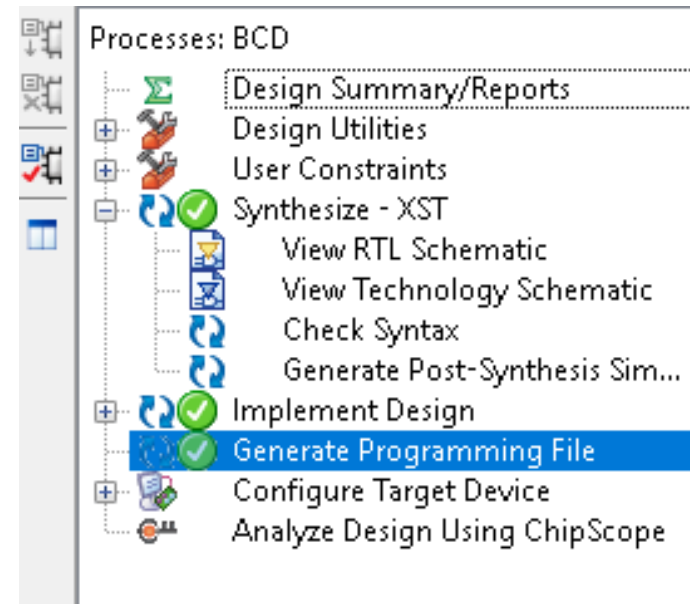 Processes: BCD
Design Summary/Reports
Design Utilities
User Constraints
Synthesize - XST
View RTL Schematic
View Technology Schematic
Check Syntax
Generate Post-Synthesis Sim...
Implement Design
Generate Programming File
Configure Target Device
Analyze Design Using ChipScope